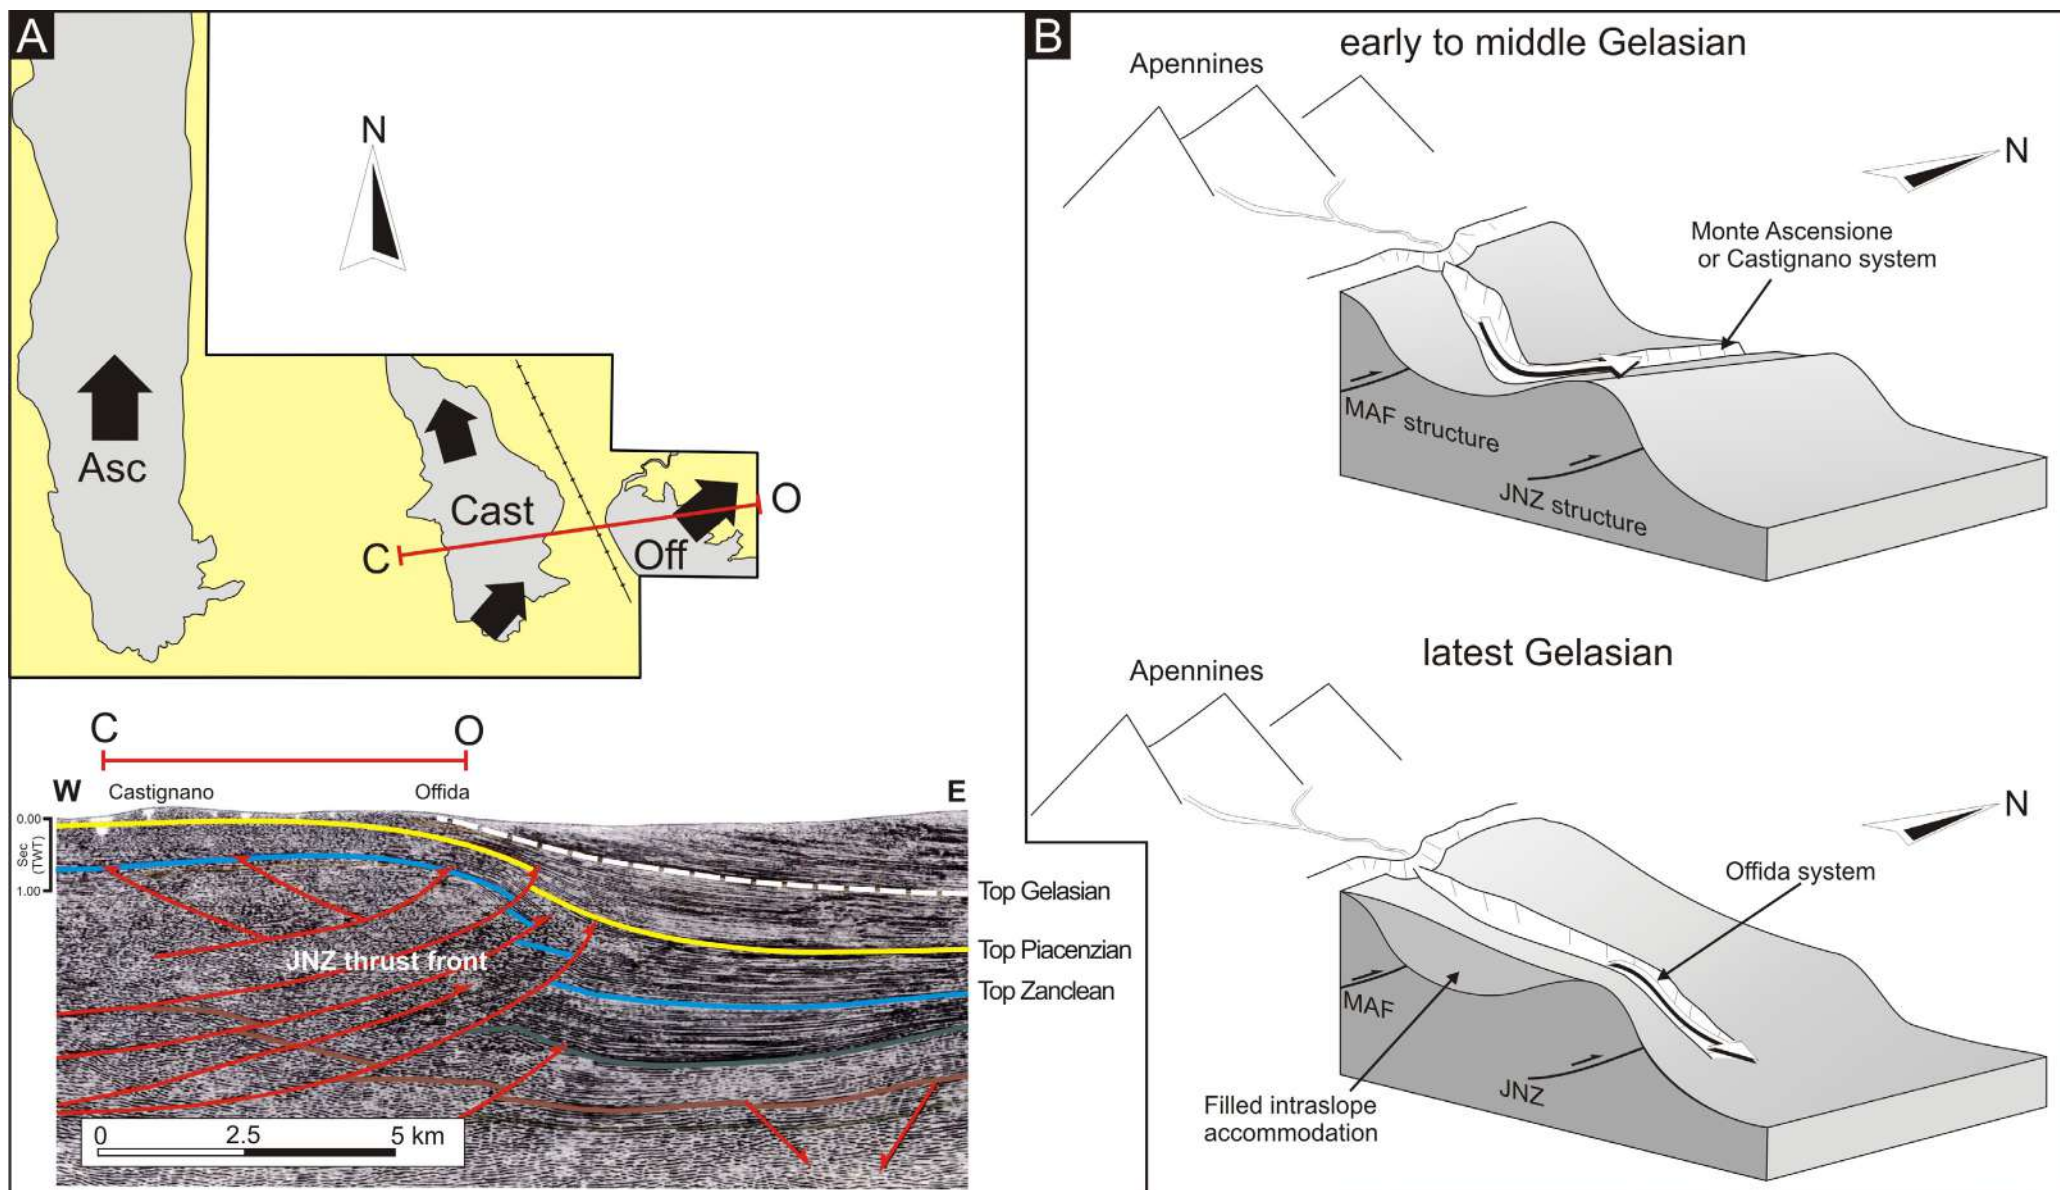 A
N
Asc
Cast
Off
C
O
C
O
W
Castignano
Offida
E
0.00
Sec
(TWT)
1.00
JNZ thrust front
Top Gelasian
Top Piacenzian
Top Zanclean
0
2.5
5 km
B
early to middle Gelasian
Apennines
N
Monte Ascensione
or Castignano system
MAF structure
JNZ structure
latest Gelasian
Apennines
N
Offida system
MAF
JNZ
Filled intraslope
accommodation